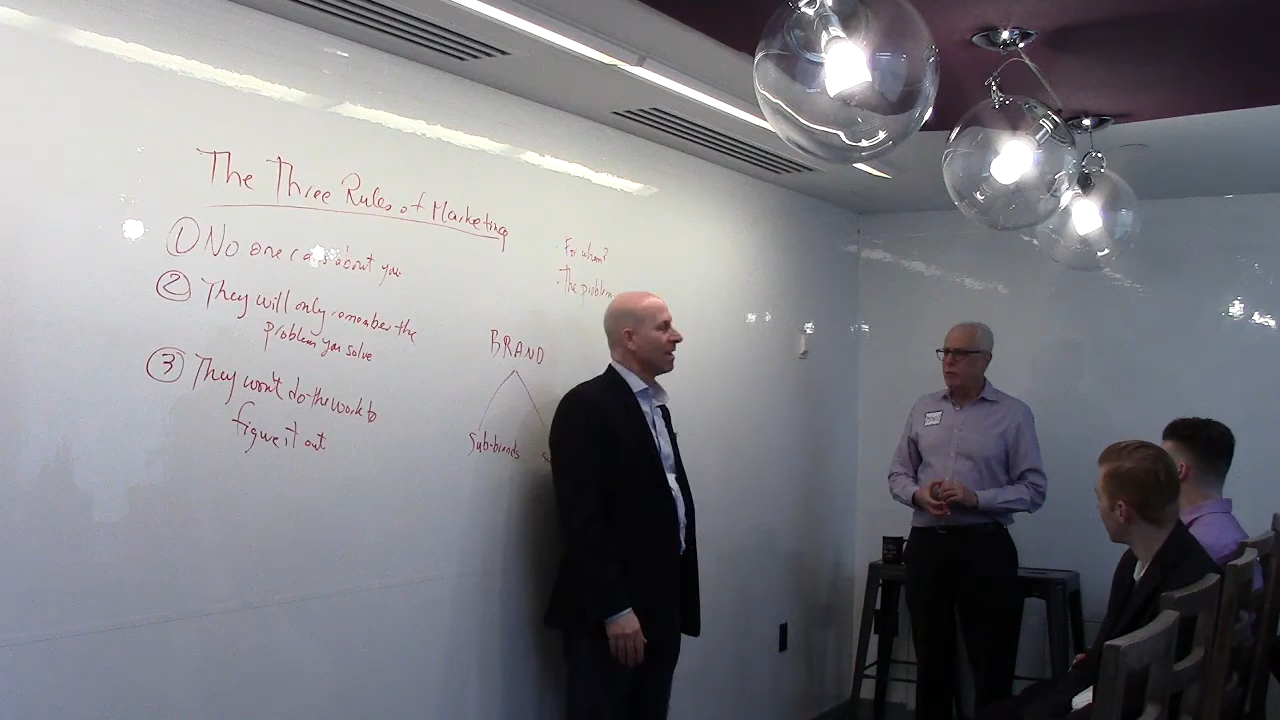 The Three Rules of Marketing
① No one cares about you
② They will only remember the
problem you solve
③ They won't do the work to
figure it out
· For whom?
· The problem
BRAND
Sub-brands